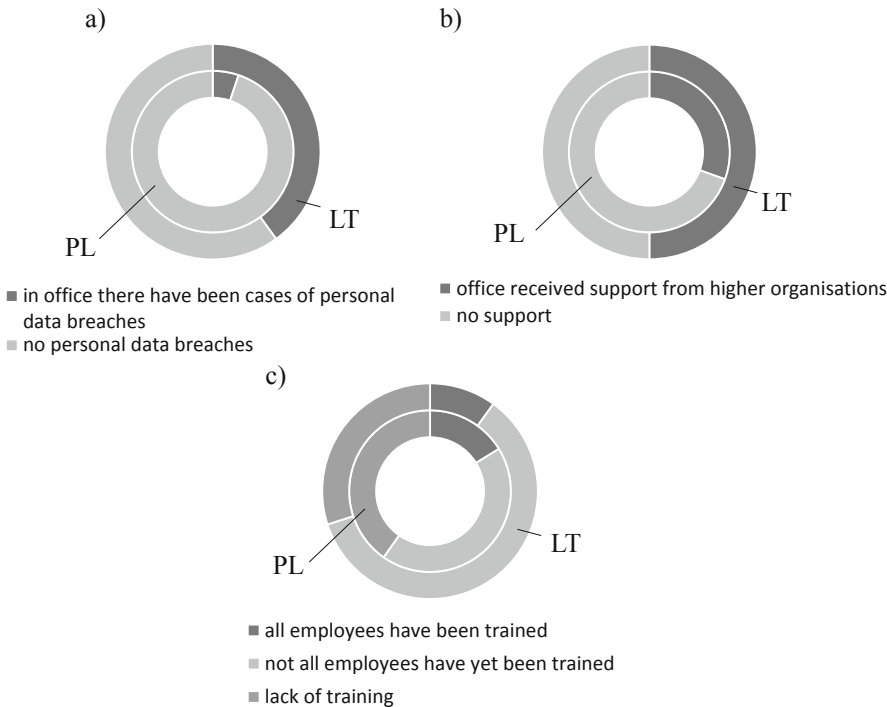 a)
PL
LT
in office there have been cases of personal
data breaches
no personal data breaches
b)
PL
LT
office received support from higher organisations
no support
c)
PL
LT
all employees have been trained
not all employees have yet been trained
lack of training